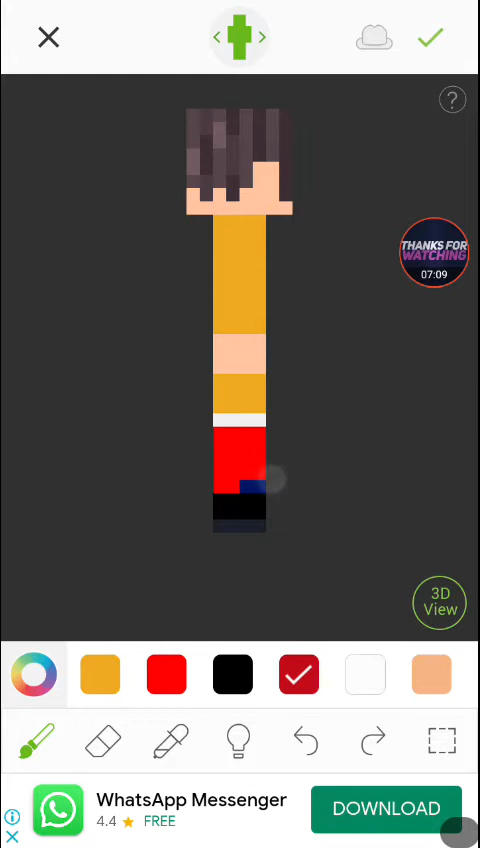 ?
THANKS FOR
WATCHING
07:09
3D
View
WhatsApp Messenger
4.4 ★ FREE
DOWNLOAD